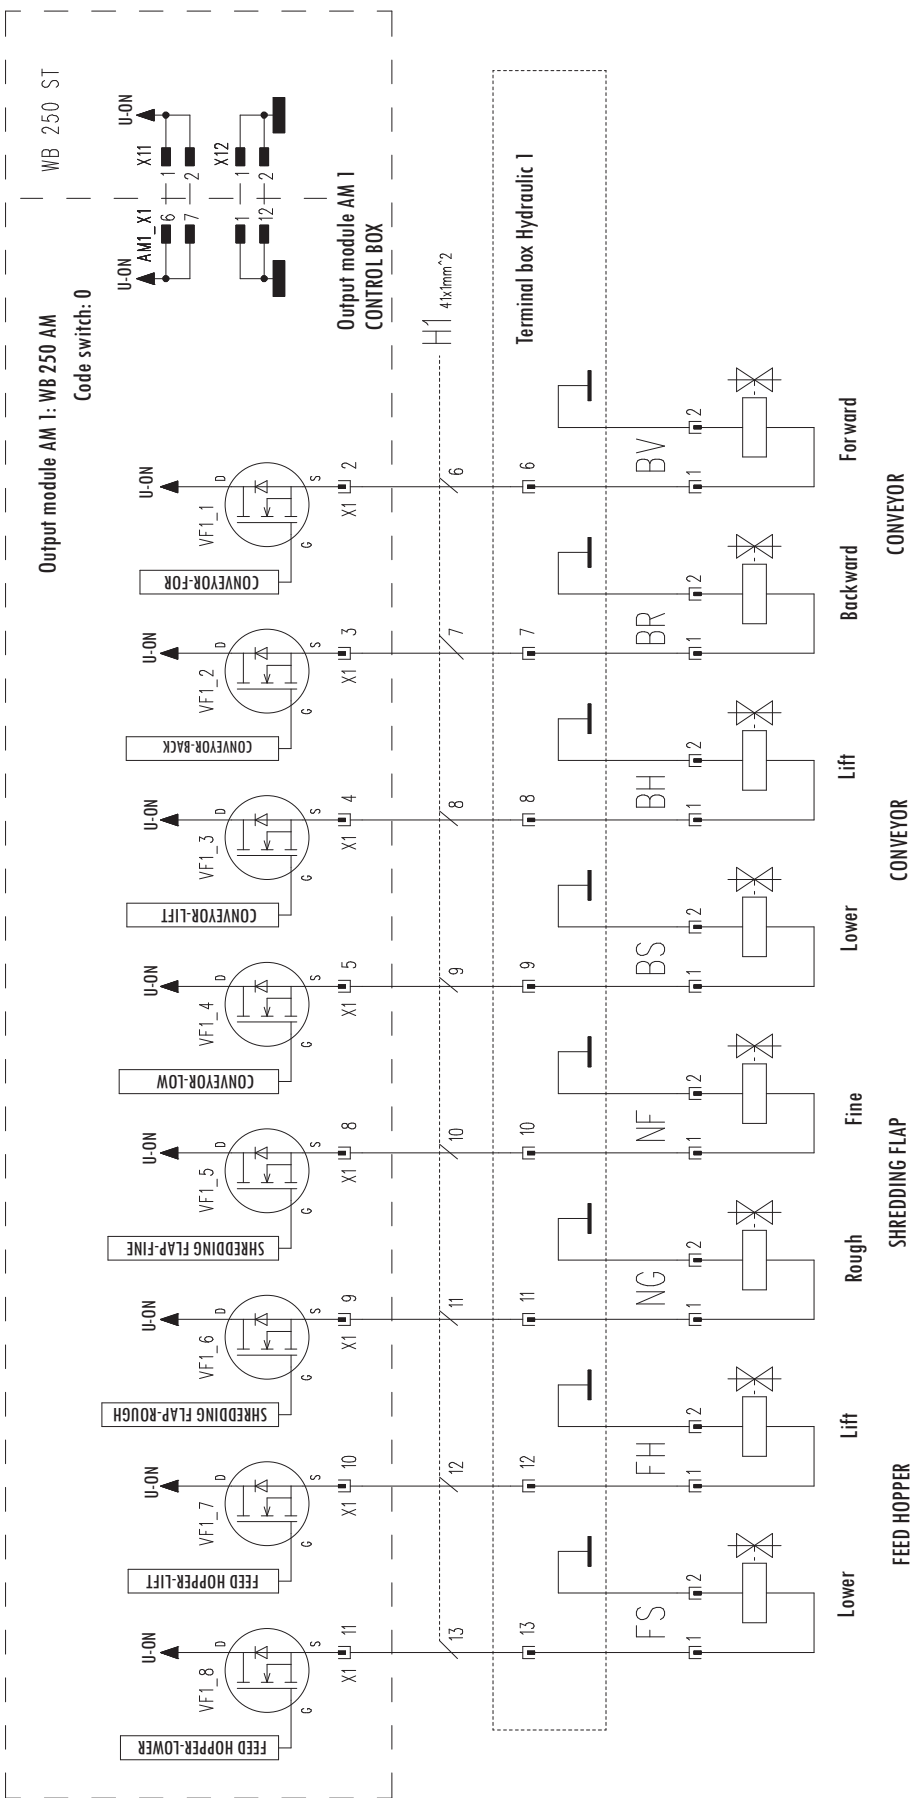 WB 250 ST
U-ON
U-ON
X11
1
2
X12
1
2
AM1_X1
6
7
1
12
Output module AM 1: WB 250 AM
Code switch: 0
Output module AM 1
CONTROL BOX
H1 41x1mm^2
Terminal box Hydraulic 1
U-ON
D
VF1_1
S
G
X1
2
CONVEYOR-FOR
6
6
BV
1
2
Forward
U-ON
D
VF1_2
S
G
X1
3
CONVEYOR-BACK
7
7
BR
1
2
Backward
CONVEYOR
U-ON
D
VF1_3
S
G
X1
4
CONVEYOR-LIFT
8
8
BH
1
2
Lift
U-ON
D
VF1_4
S
G
X1
5
CONVEYOR-LOW
9
9
BS
1
2
Lower
CONVEYOR
U-ON
D
VF1_5
S
G
X1
8
SHREDDING FLAP-FINE
10
10
NF
1
2
Fine
U-ON
D
VF1_6
S
G
X1
9
SHREDDING FLAP-ROUGH
11
11
NG
1
2
Rough
SHREDDING FLAP
U-ON
D
VF1_7
S
G
X1
10
FEED HOPPER-LIFT
12
12
FH
1
2
Lift
U-ON
D
VF1_8
S
G
X1
11
FEED HOPPER-LOWER
13
13
FS
1
2
Lower
FEED HOPPER